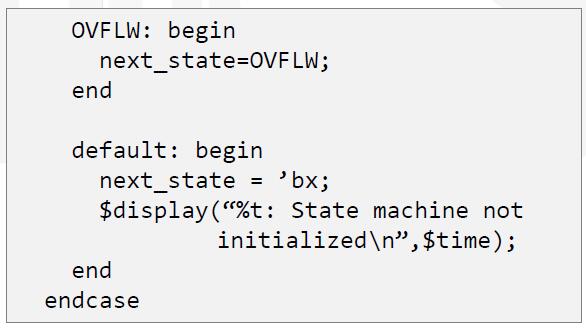 OVFLW: begin
next_state=OVFLW;
end
default: begin
next_state = ’bx;
$display(“%t: State machine not
initialized\n”,$time);
end
endcase